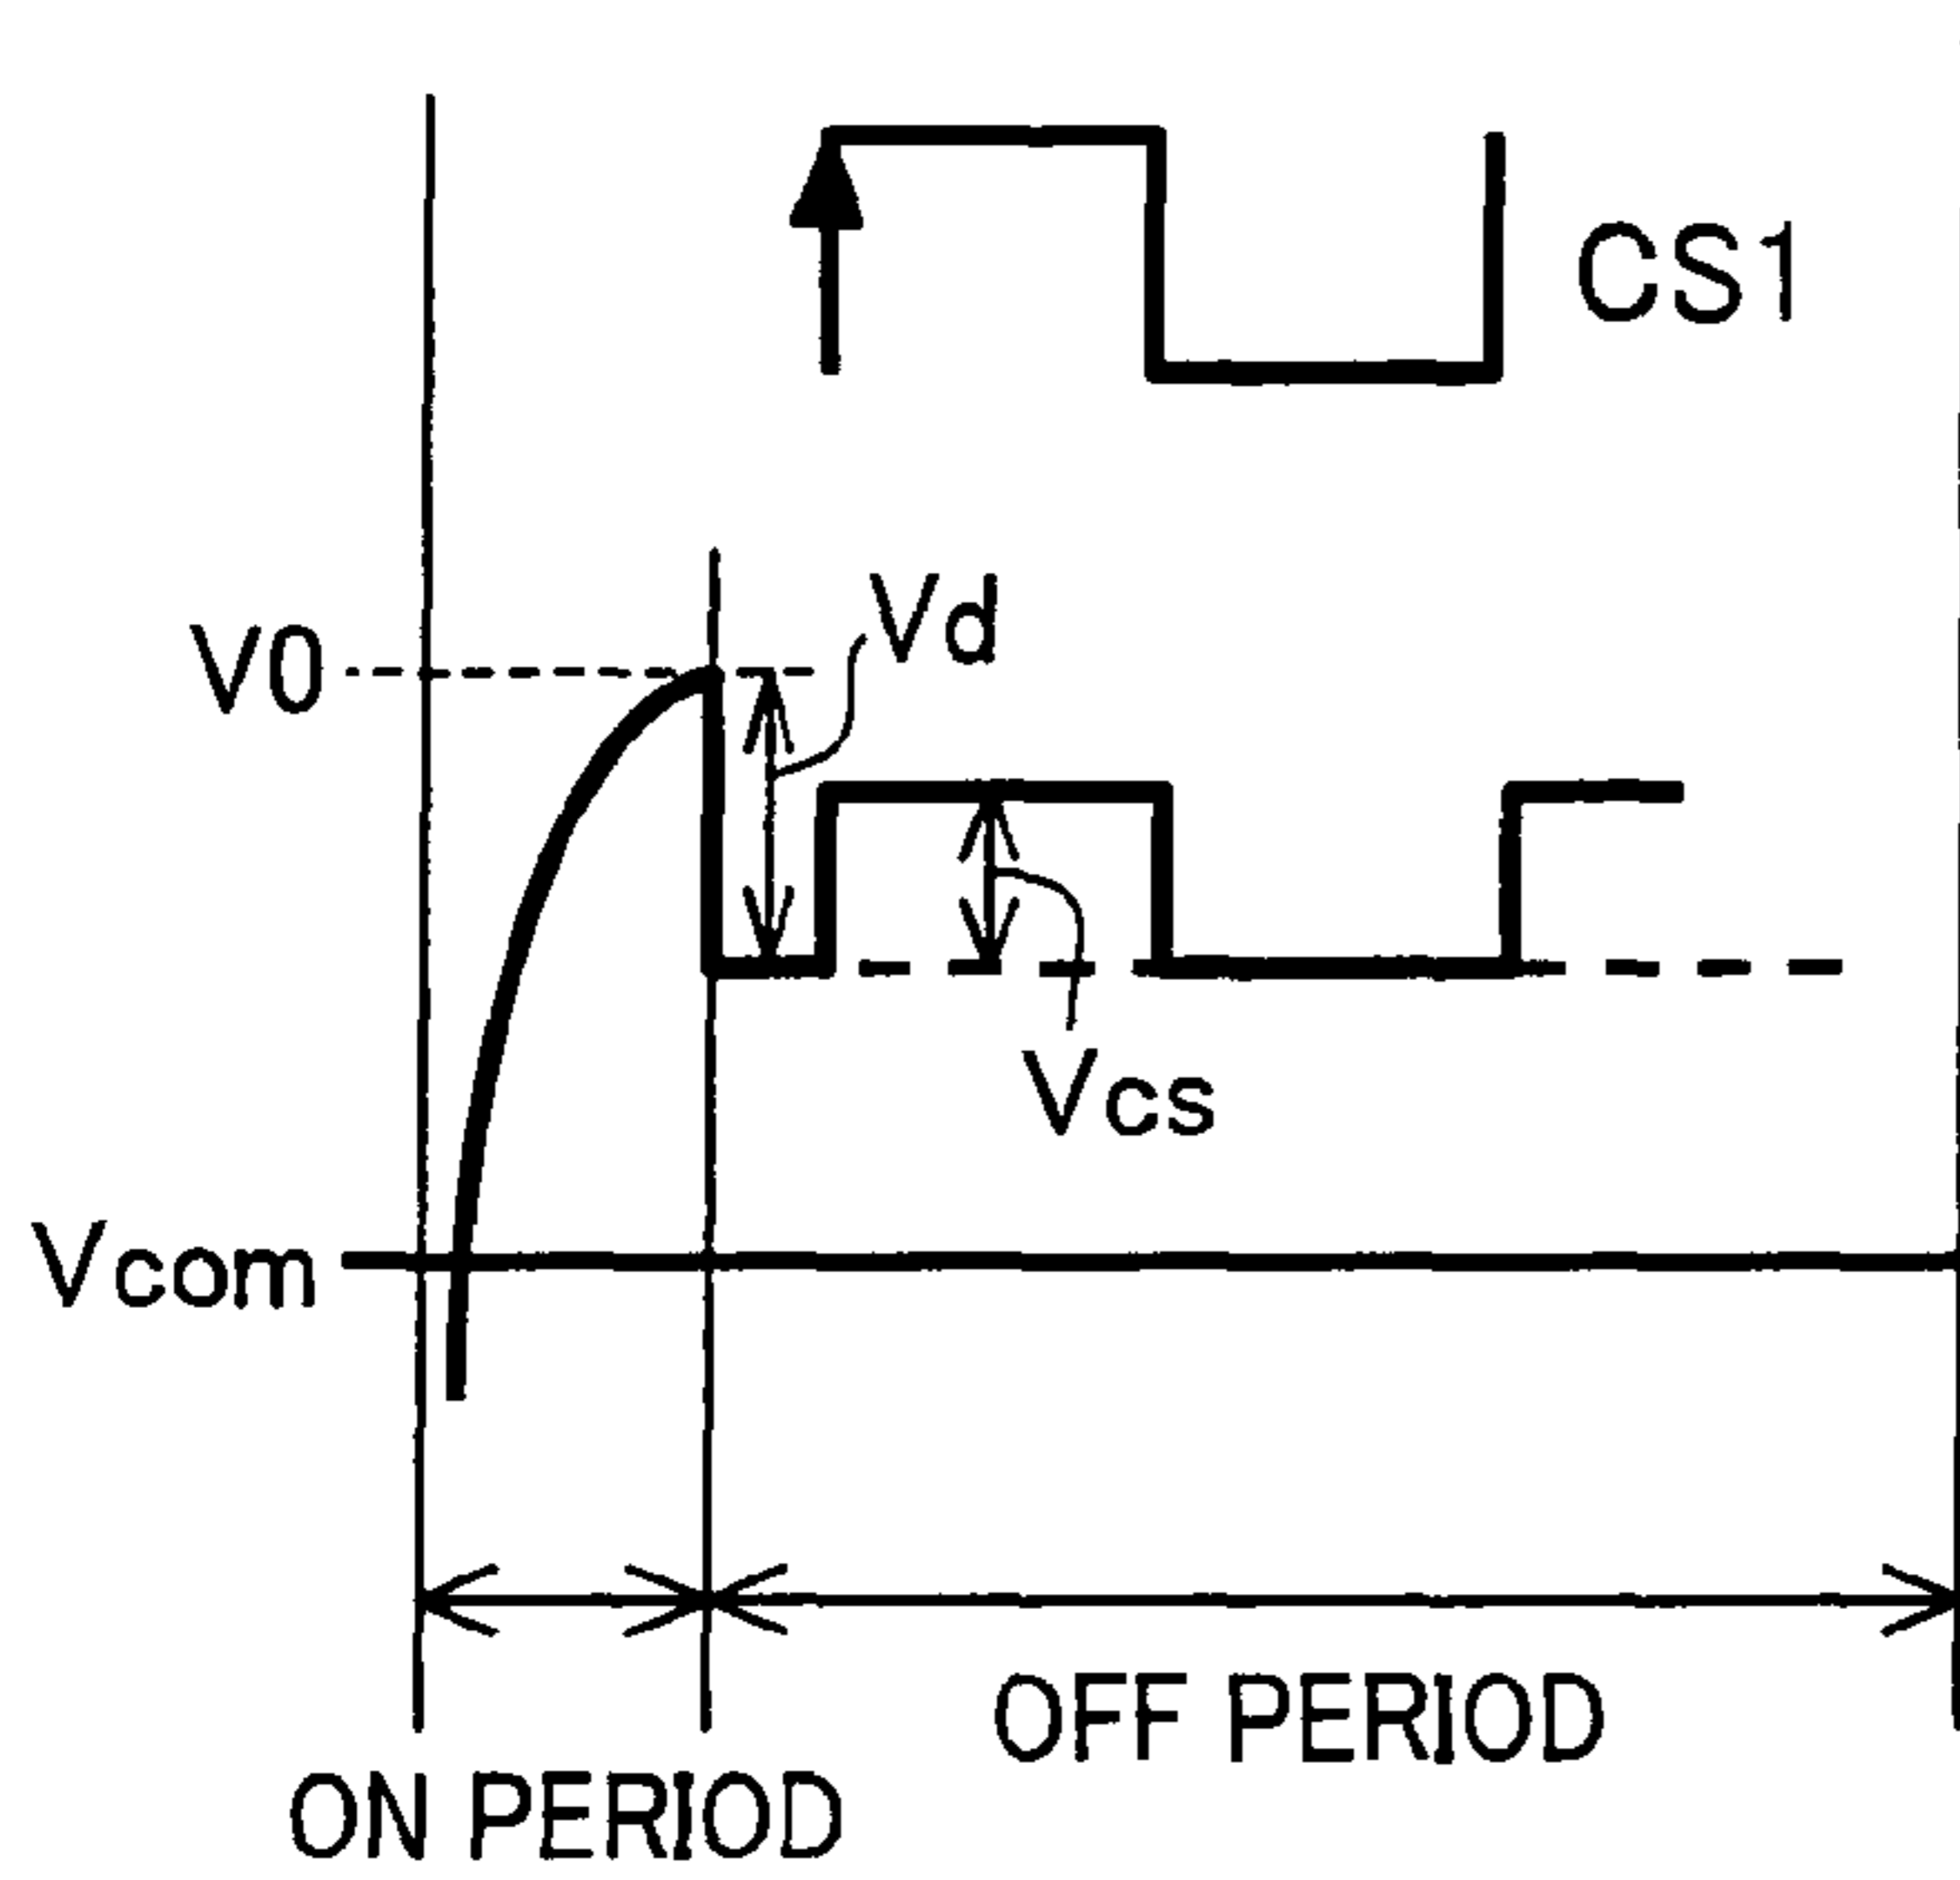 CS1
Vd
V0
Vcs
Vcom
OFF PERIOD
ON PERIOD